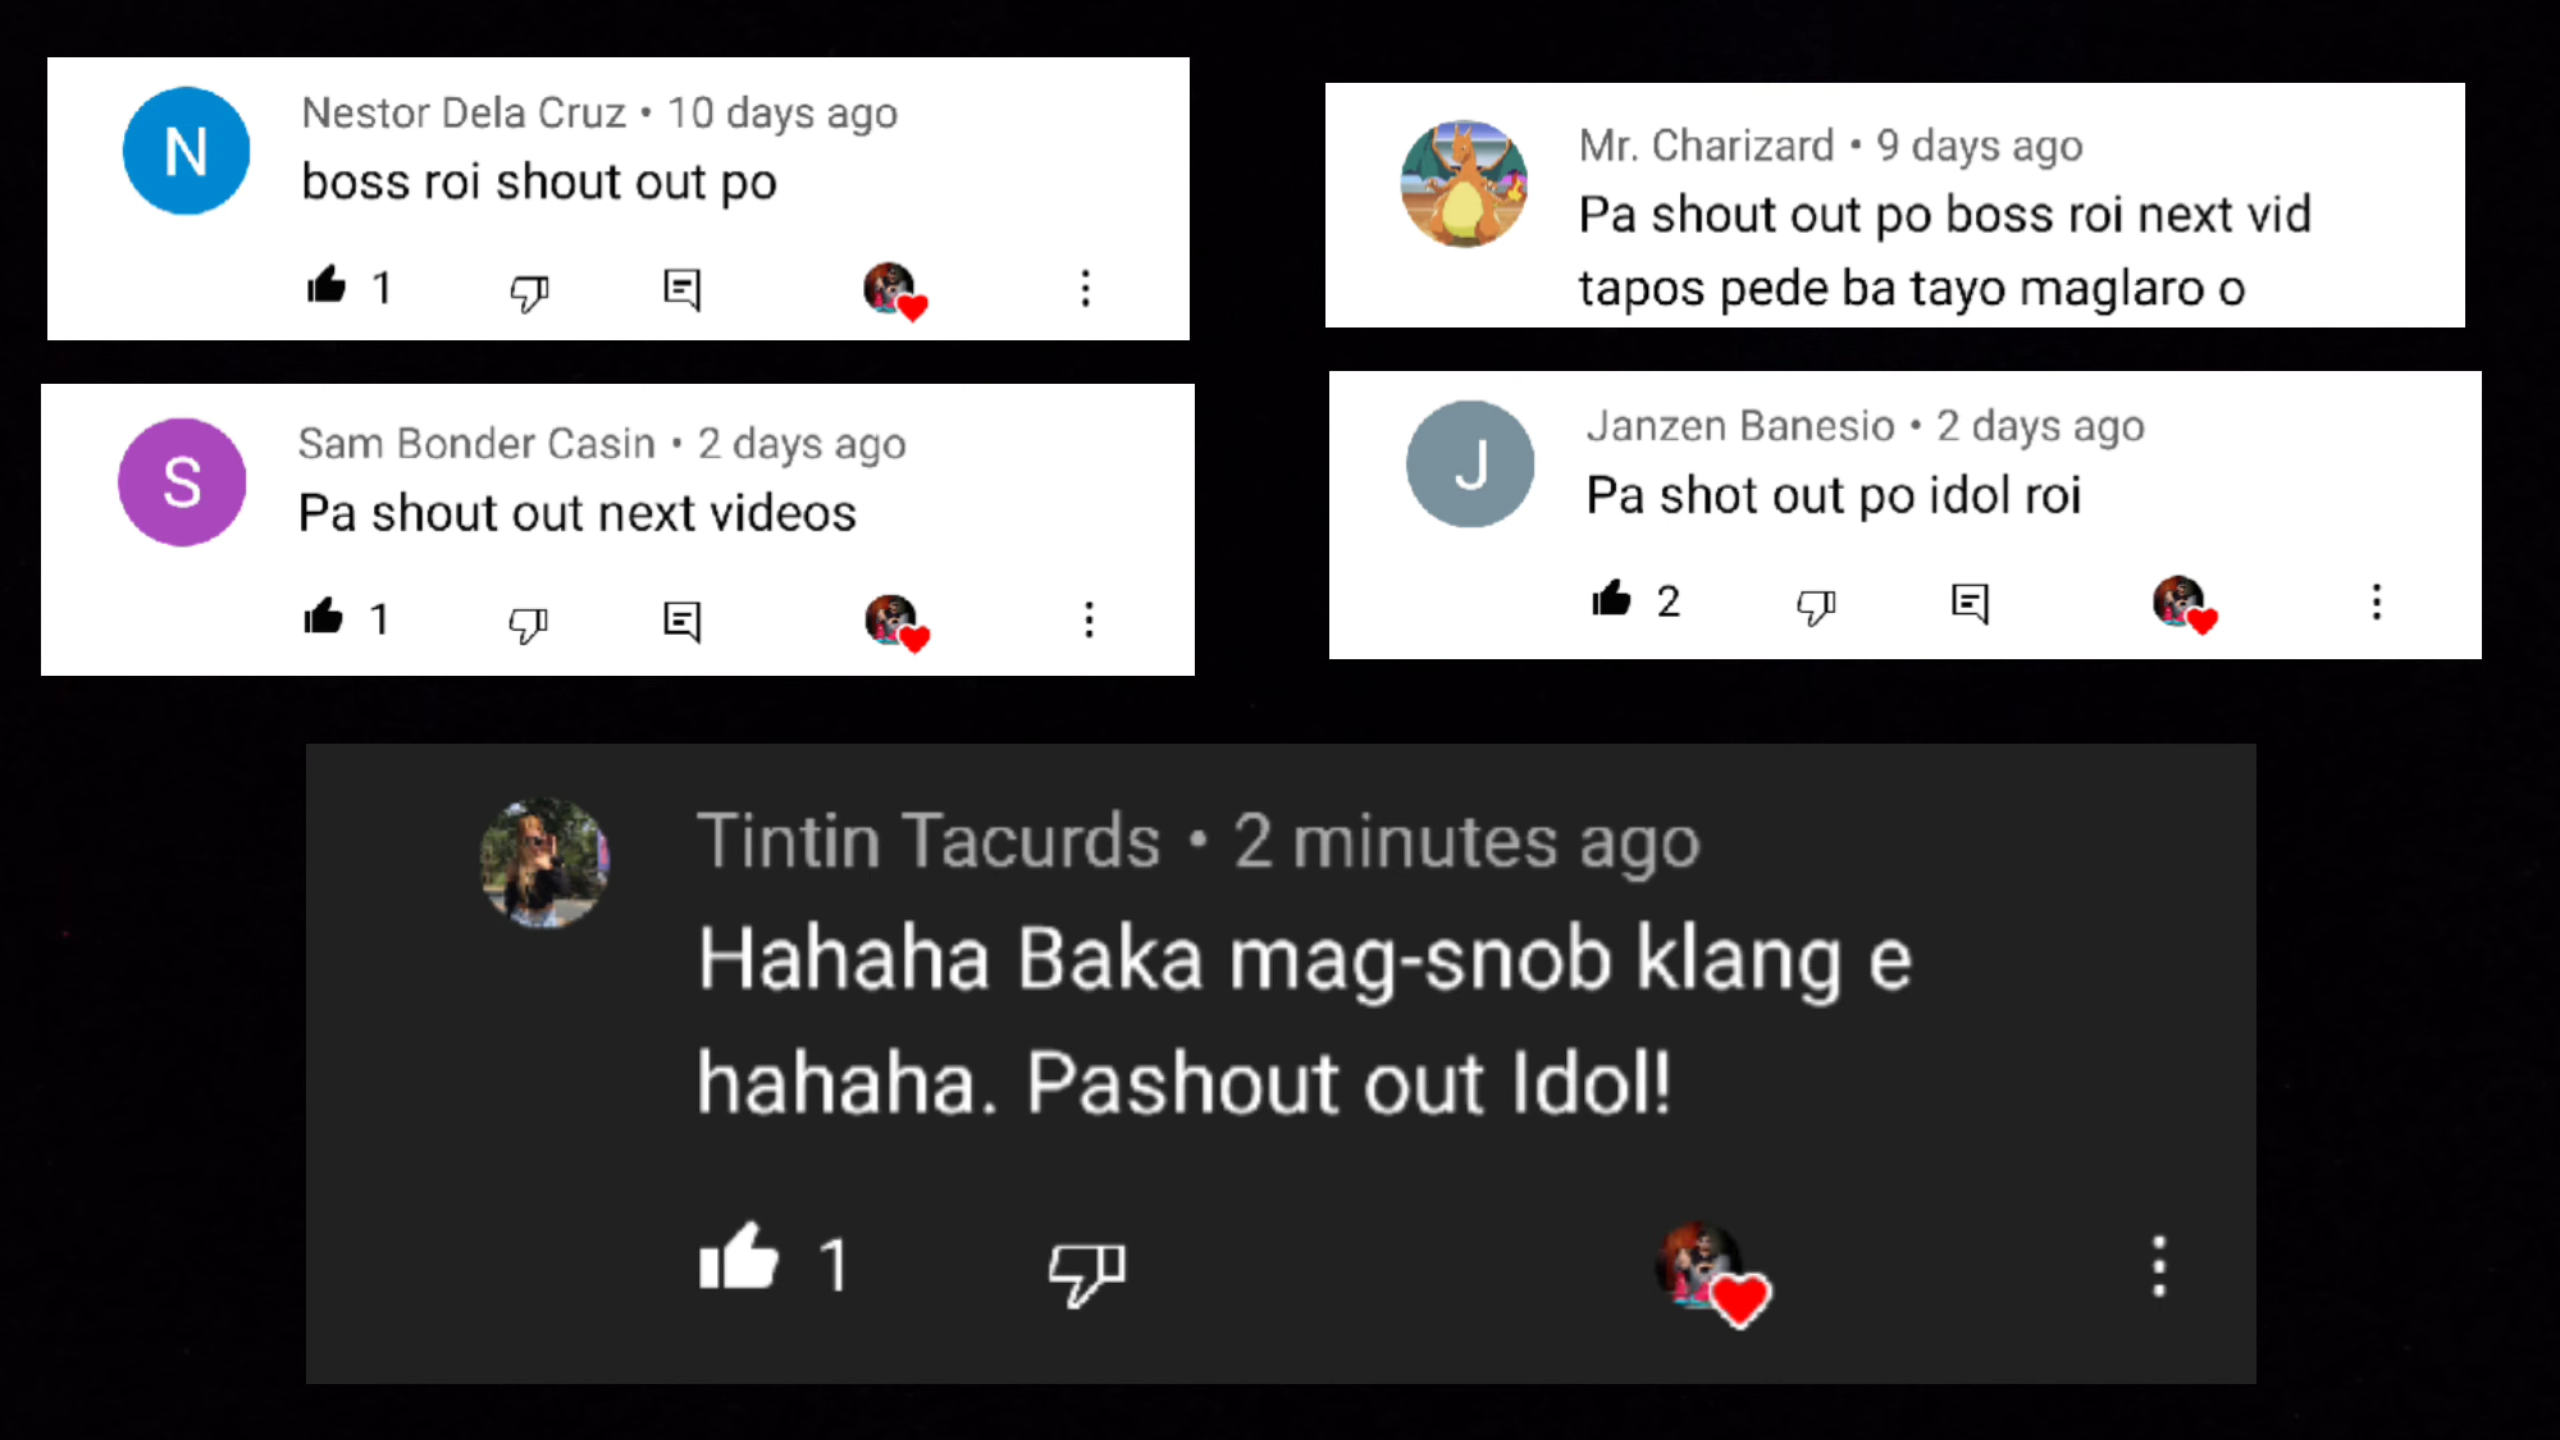 N
Nestor Dela Cruz • 10 days ago
boss roi shout out po
1
Mr. Charizard • 9 days ago
Pa shout out po boss roi next vid
tapos pede ba tayo maglaro o
S
Sam Bonder Casin • 2 days ago
Pa shout out next videos
1
J
Janzen Banesio • 2 days ago
Pa shot out po idol roi
2
Tintin Tacurds • 2 minutes ago
Hahaha Baka mag-snob klang e
hahaha. Pashout out Idol!
1